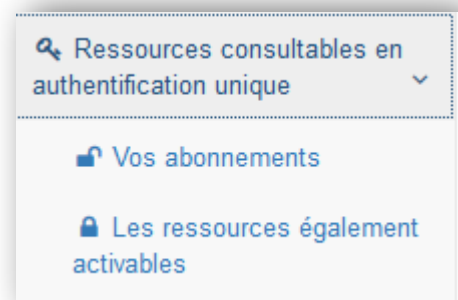 Ressources consultables en
authentification unique
Vos abonnements
Les ressources également
activables